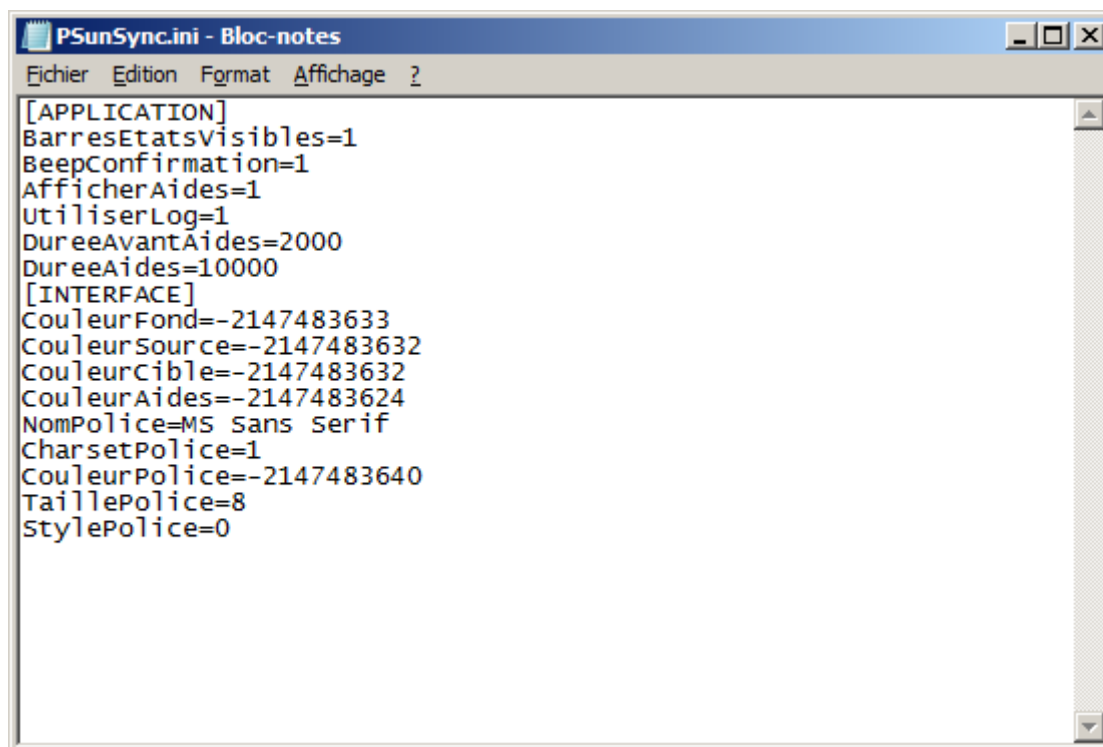 PSunSync.ini - Bloc-notes
Fichier Edition Format Affichage ?
[APPLICATION]
BarresEtatsVisibles=1
BeepConfirmation=1
AfficherAides=1
UtiliserLog=1
DureeAvantAides=2000
DureeAides=10000
[INTERFACE]
CouleurFond=-2147483633
CouleurSource=-2147483632
CouleurCible=-2147483632
CouleurAides=-2147483624
NomPolice=MS Sans Serif
CharsetPolice=1
CouleurPolice=-2147483640
TaillePolice=8
StylePolice=0